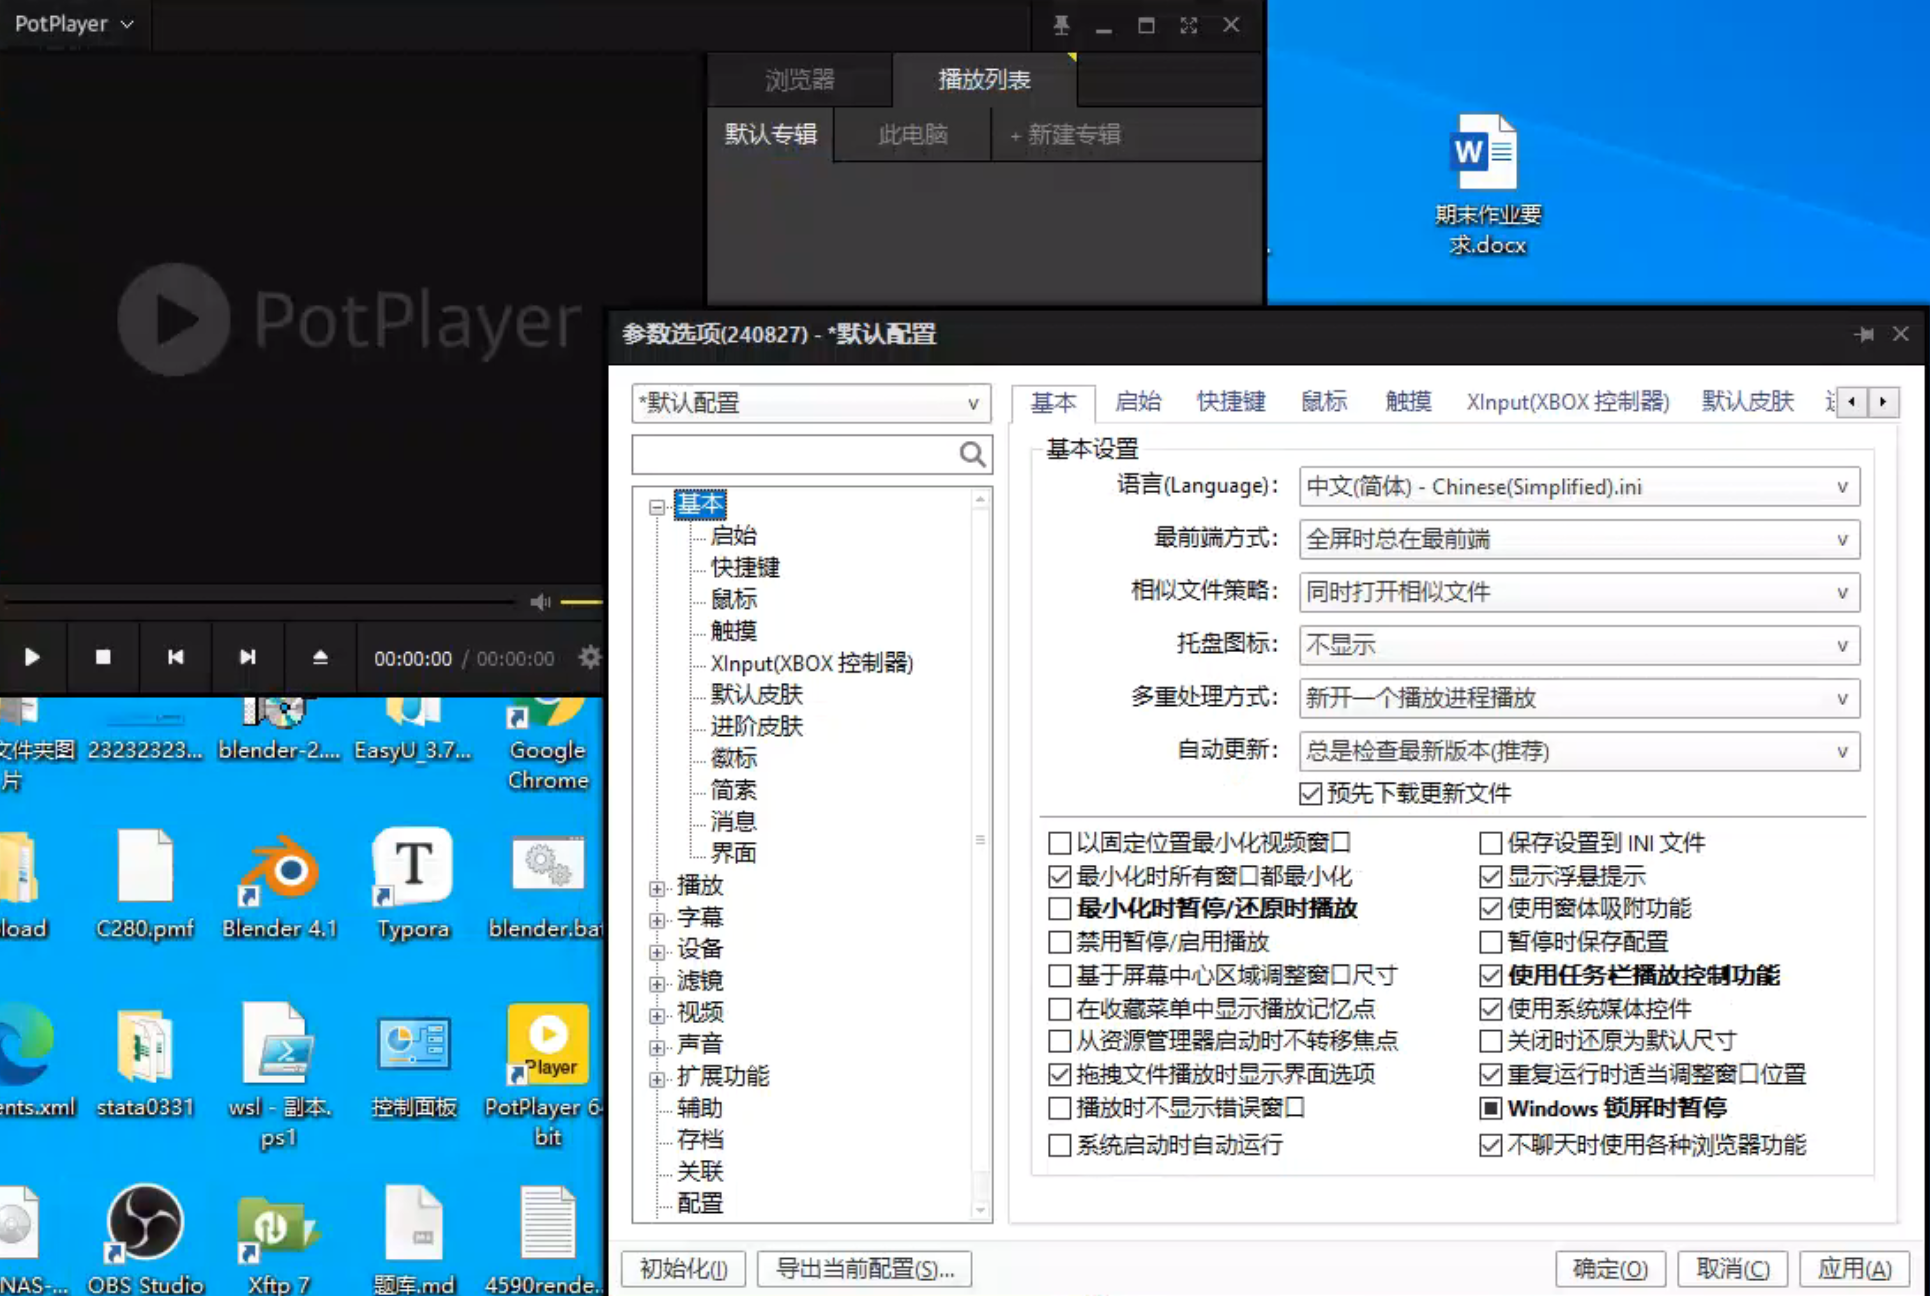 PotPlayer
浏览器
播放列表
默认专辑
此电脑
+ 新建专辑
PotPlayer
00:00:00 / 00:00:00
期末作业要
求.docx
文件夹图
片
23232323...
blender-2....
EasyU_3.7...
Google
Chrome
load
C280.pmf
Blender 4.1
Typora
blender.bat
ents.xml
stata0331
wsl - 副本.
ps1
控制面板
Player
PotPlayer 6
bit
NAS-...
OBS Studio
Xftp 7
题库.md
4590rende...
参数选项(240827) - *默认配置
*默认配置
基本
启始
快捷键
鼠标
触摸
XInput(XBOX 控制器)
默认皮肤
进阶皮肤
徽标
简索
消息
界面
播放
字幕
设备
滤镜
视频
声音
扩展功能
辅助
存档
关联
配置
基本
启始
快捷键
鼠标
触摸
XInput(XBOX 控制器)
默认皮肤
基本设置
语言(Language): 中文(简体) - Chinese(Simplified).ini
最前端方式: 全屏时总在最前端
相似文件策略: 同时打开相似文件
托盘图标: 不显示
多重处理方式: 新开一个播放进程播放
自动更新: 总是检查最新版本(推荐)
预先下载更新文件
以固定位置最小化视频窗口
最小化时所有窗口都最小化
最小化时暂停/还原时播放
禁用暂停/启用播放
基于屏幕中心区域调整窗口尺寸
在收藏菜单中显示播放记忆点
从资源管理器启动时不转移焦点
拖拽文件播放时显示界面选项
播放时不显示错误窗口
系统启动时自动运行
保存设置到 INI 文件
显示浮悬提示
使用窗体吸附功能
暂停时保存配置
使用任务栏播放控制功能
使用系统媒体控件
关闭时还原为默认尺寸
重复运行时适当调整窗口位置
Windows 锁屏时暂停
不聊天时使用各种浏览器功能
初始化(I)
导出当前配置(S)...
确定(O)
取消(C)
应用(A)